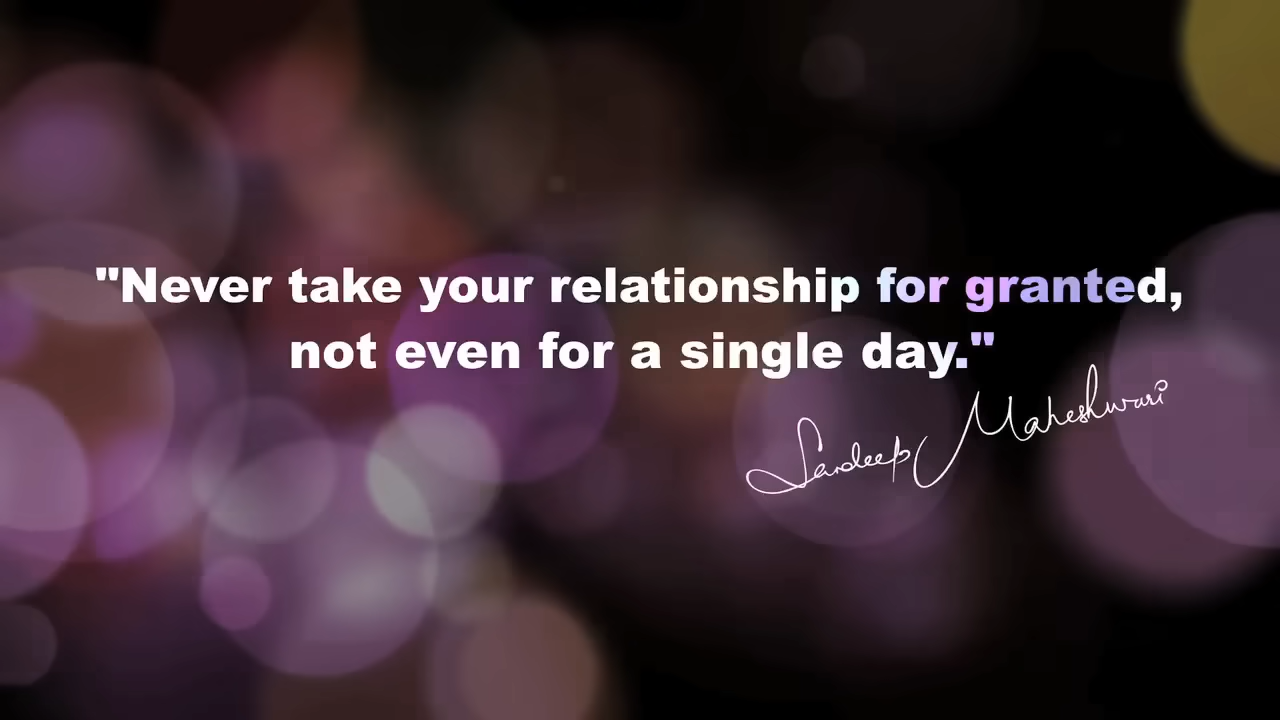 "Never take your relationship for granted,
not even for a single day."
Sandeep Maheshwari